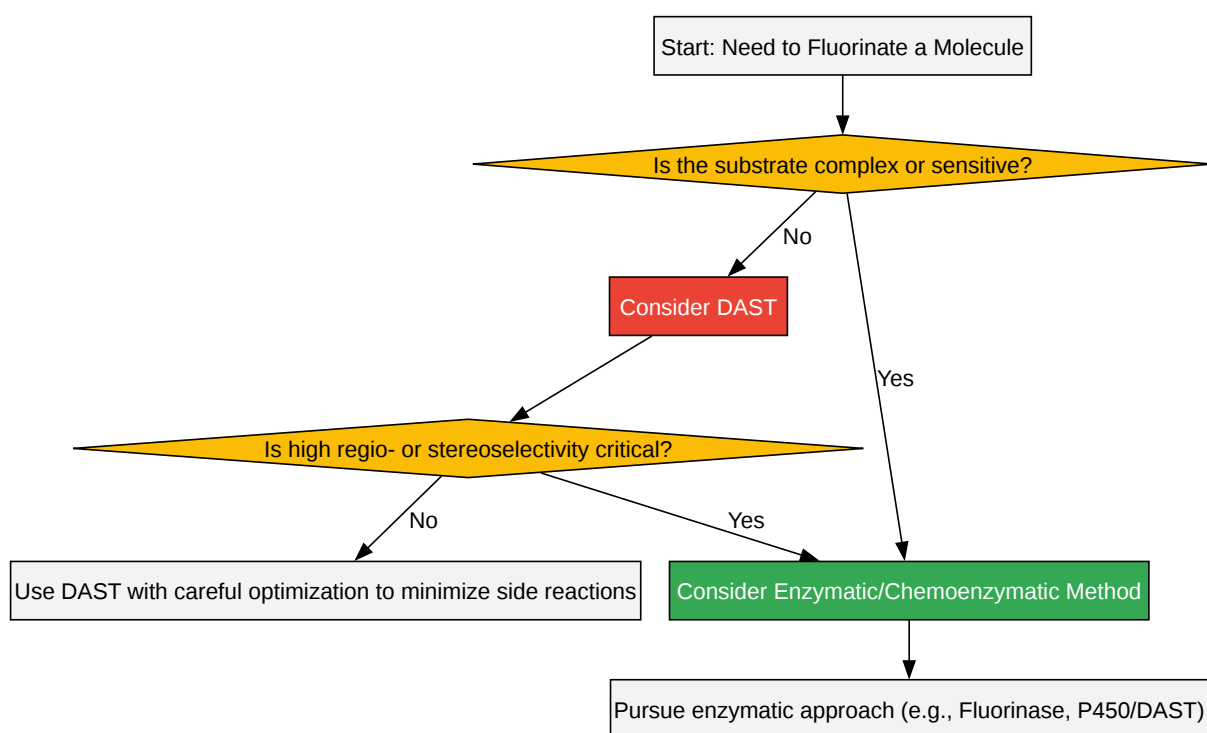 Start: Need to Fluorinate a Molecule
Is the substrate complex or sensitive?
No
Consider DAST
Yes
Is high regio- or stereoselectivity critical?
No
Yes
Use DAST with careful optimization to minimize side reactions
Consider Enzymatic/Chemoenzymatic Method
Pursue enzymatic approach (e.g., Fluorinase, P450/DAST)